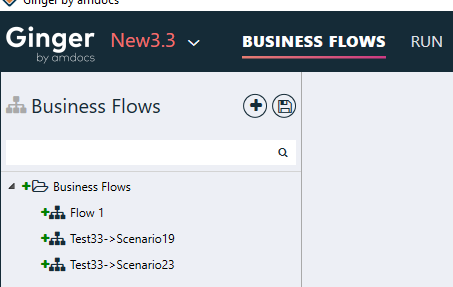 Ginger by amdocs
Ginger
by amdocs
New3.3
BUSINESS FLOWS
RUN
Business Flows
Business Flows
Flow 1
Test33->Scenario19
Test33->Scenario23